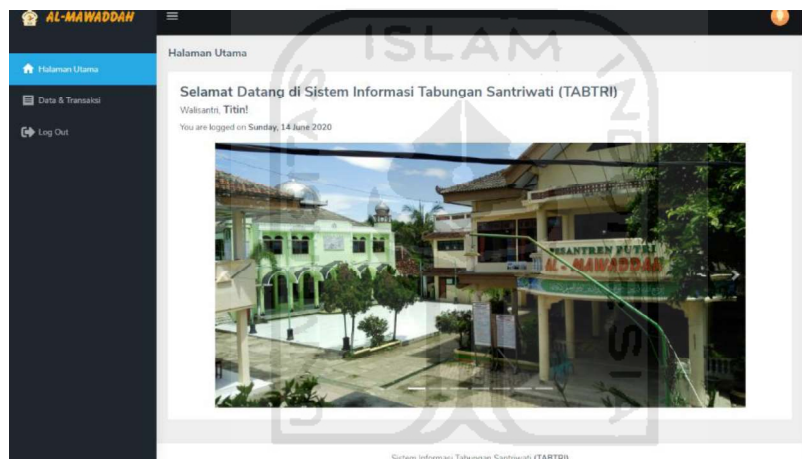 AL-MAWADDAH
Halaman Utama
Data & Transaksi
Log Out
Halaman Utama
Selamat Datang di Sistem Informasi Tabungan Santriwati (TABTRI)
Walisantri, Titin!
You are logged on Sunday, 14 June 2020
PESANTREN PUTRI
AL - MAWADDAH
Sistem Informasi Tabungan Santriwati (TABTRI)
ISLAM